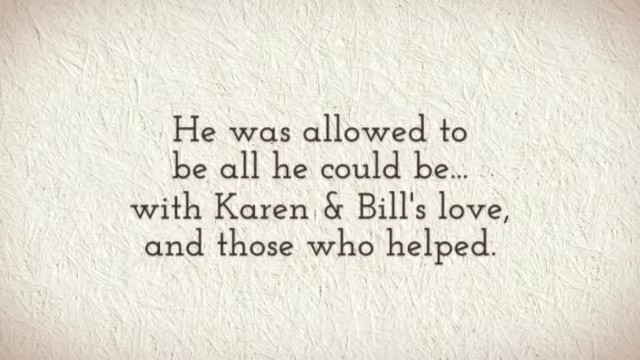 He was allowed to
be all he could be...
with Karen & Bill's love,
and those who helped.